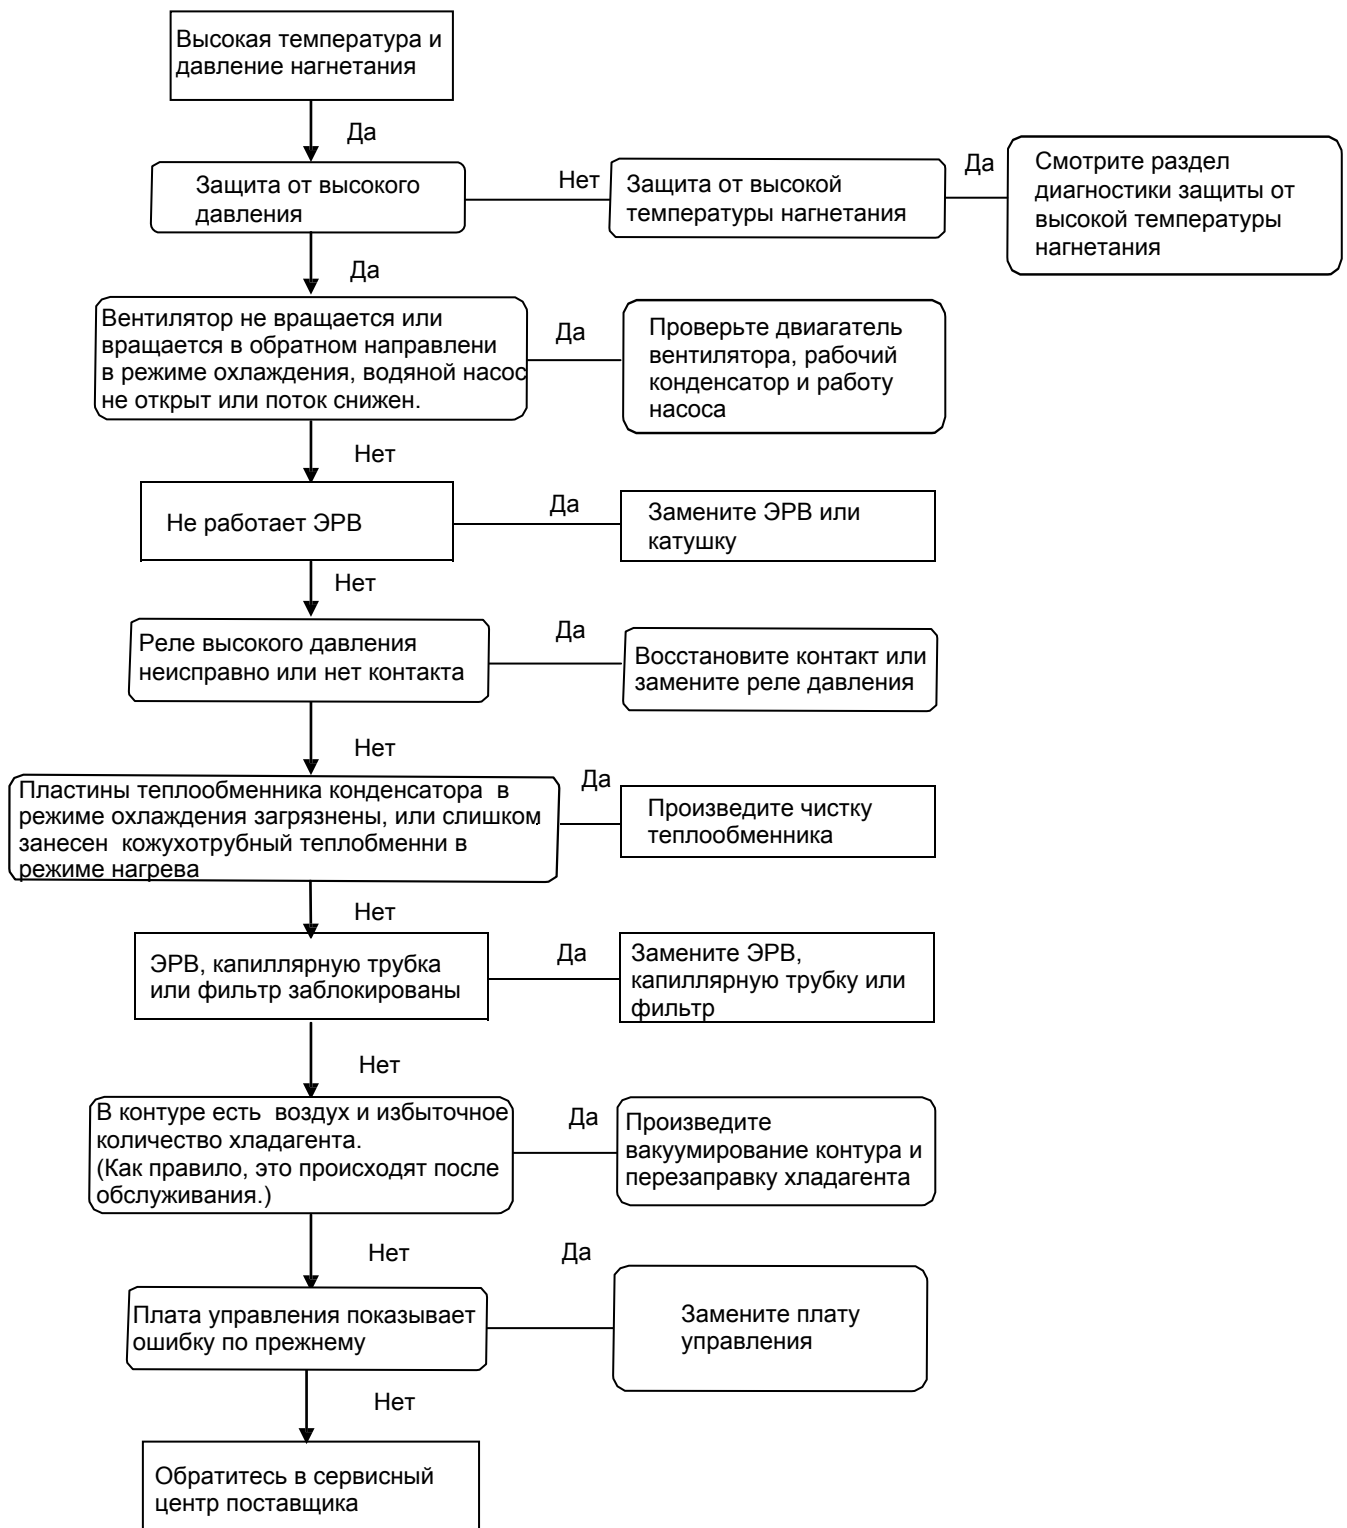 Высокая температура и
давление нагнетания
Да
Защита от высокого
давления
Нет
Защита от высокой
температуры нагнетания
Да
Смотрите раздел
диагностики защиты от
высокой температуры
нагнетания
Да
Вентилятор не вращается или
вращается в обратном направлени
в режиме охлаждения, водяной насос
не открыт или поток снижен.
Да
Проверьте двиагатель
вентилятора, рабочий
конденсатор и работу
насоса
Нет
Не работает ЭРВ
Да
Замените ЭРВ или
катушку
Нет
Реле высокого давления
неисправно или нет контакта
Да
Восстановите контакт или
замените реле давления
Нет
Пластины теплообменника конденсатора в
режиме охлаждения загрязнены, или слишком
занесен кожухотрубный теплобменни в
режиме нагрева
Да
Произведите чистку
теплообменника
Нет
ЭРВ, капиллярную трубка
или фильтр заблокированы
Да
Замените ЭРВ,
капиллярную трубку или
фильтр
Нет
В контуре есть воздух и избыточное
количество хладагента.
(Как правило, это происходят после
обслуживания.)
Да
Произведите
вакуумирование контура и
перезаправку хладагента
Нет
Плата управления показывает
ошибку по прежнему
Да
Замените плату
управления
Нет
Обратитесь в сервисный
центр поставщика